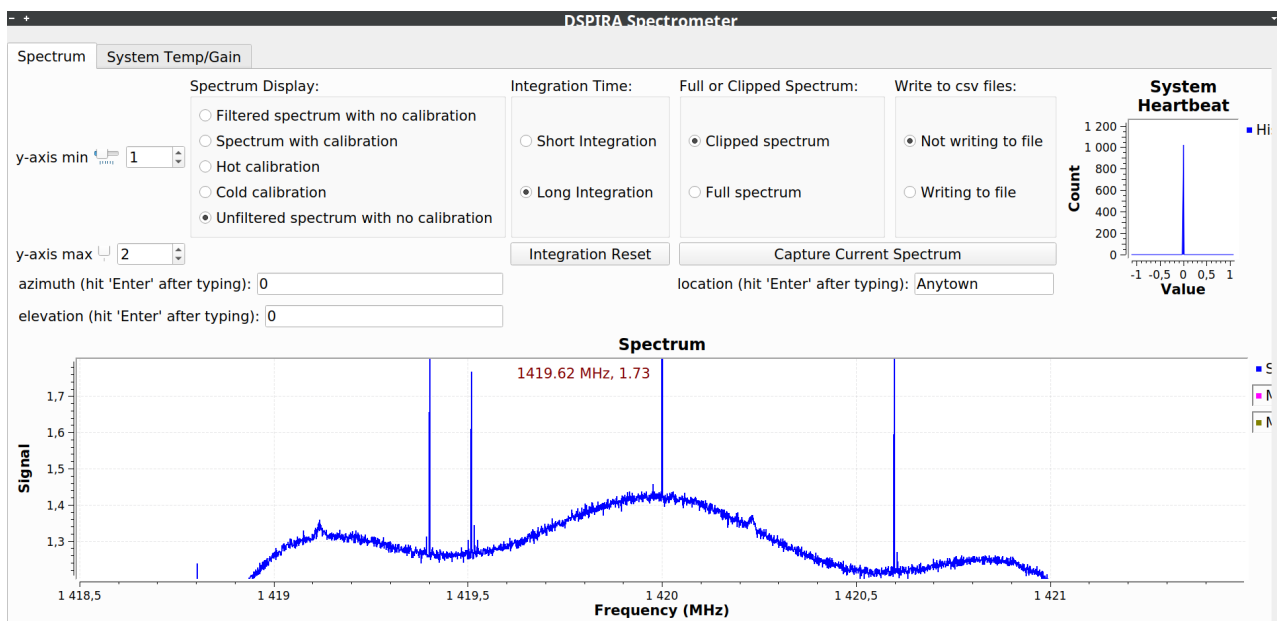 DSPIRA Spectrometer
Spectrum
System Temp/Gain
Spectrum Display:
Filtered spectrum with no calibration
Spectrum with calibration
Hot calibration
Cold calibration
Unfiltered spectrum with no calibration
Integration Time:
Short Integration
Long Integration
Full or Clipped Spectrum:
Clipped spectrum
Full spectrum
Write to csv files:
Not writing to file
Writing to file
y-axis min 1
y-axis max 2
Integration Reset
Capture Current Spectrum
azimuth (hit 'Enter' after typing): 0
location (hit 'Enter' after typing): Anytown
elevation (hit 'Enter' after typing): 0
System
Heartbeat
Hi
Count
1 200
1 000
800
600
400
200
0
-1 -0,5 0 0,5 1
Value
Spectrum
1419.62 MHz, 1.73
Signal
1,7
1,6
1,5
1,4
1,3
1 418,5 1 419 1 419,5 1 420 1 420,5 1 421
Frequency (MHz)